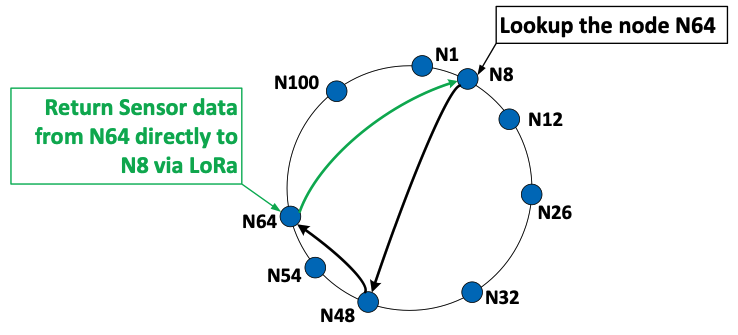 Lookup the node N64
N1
N8
N100
N12
Return Sensor data
from N64 directly to
N8 via LoRa
N26
N64
N54
N32
N48